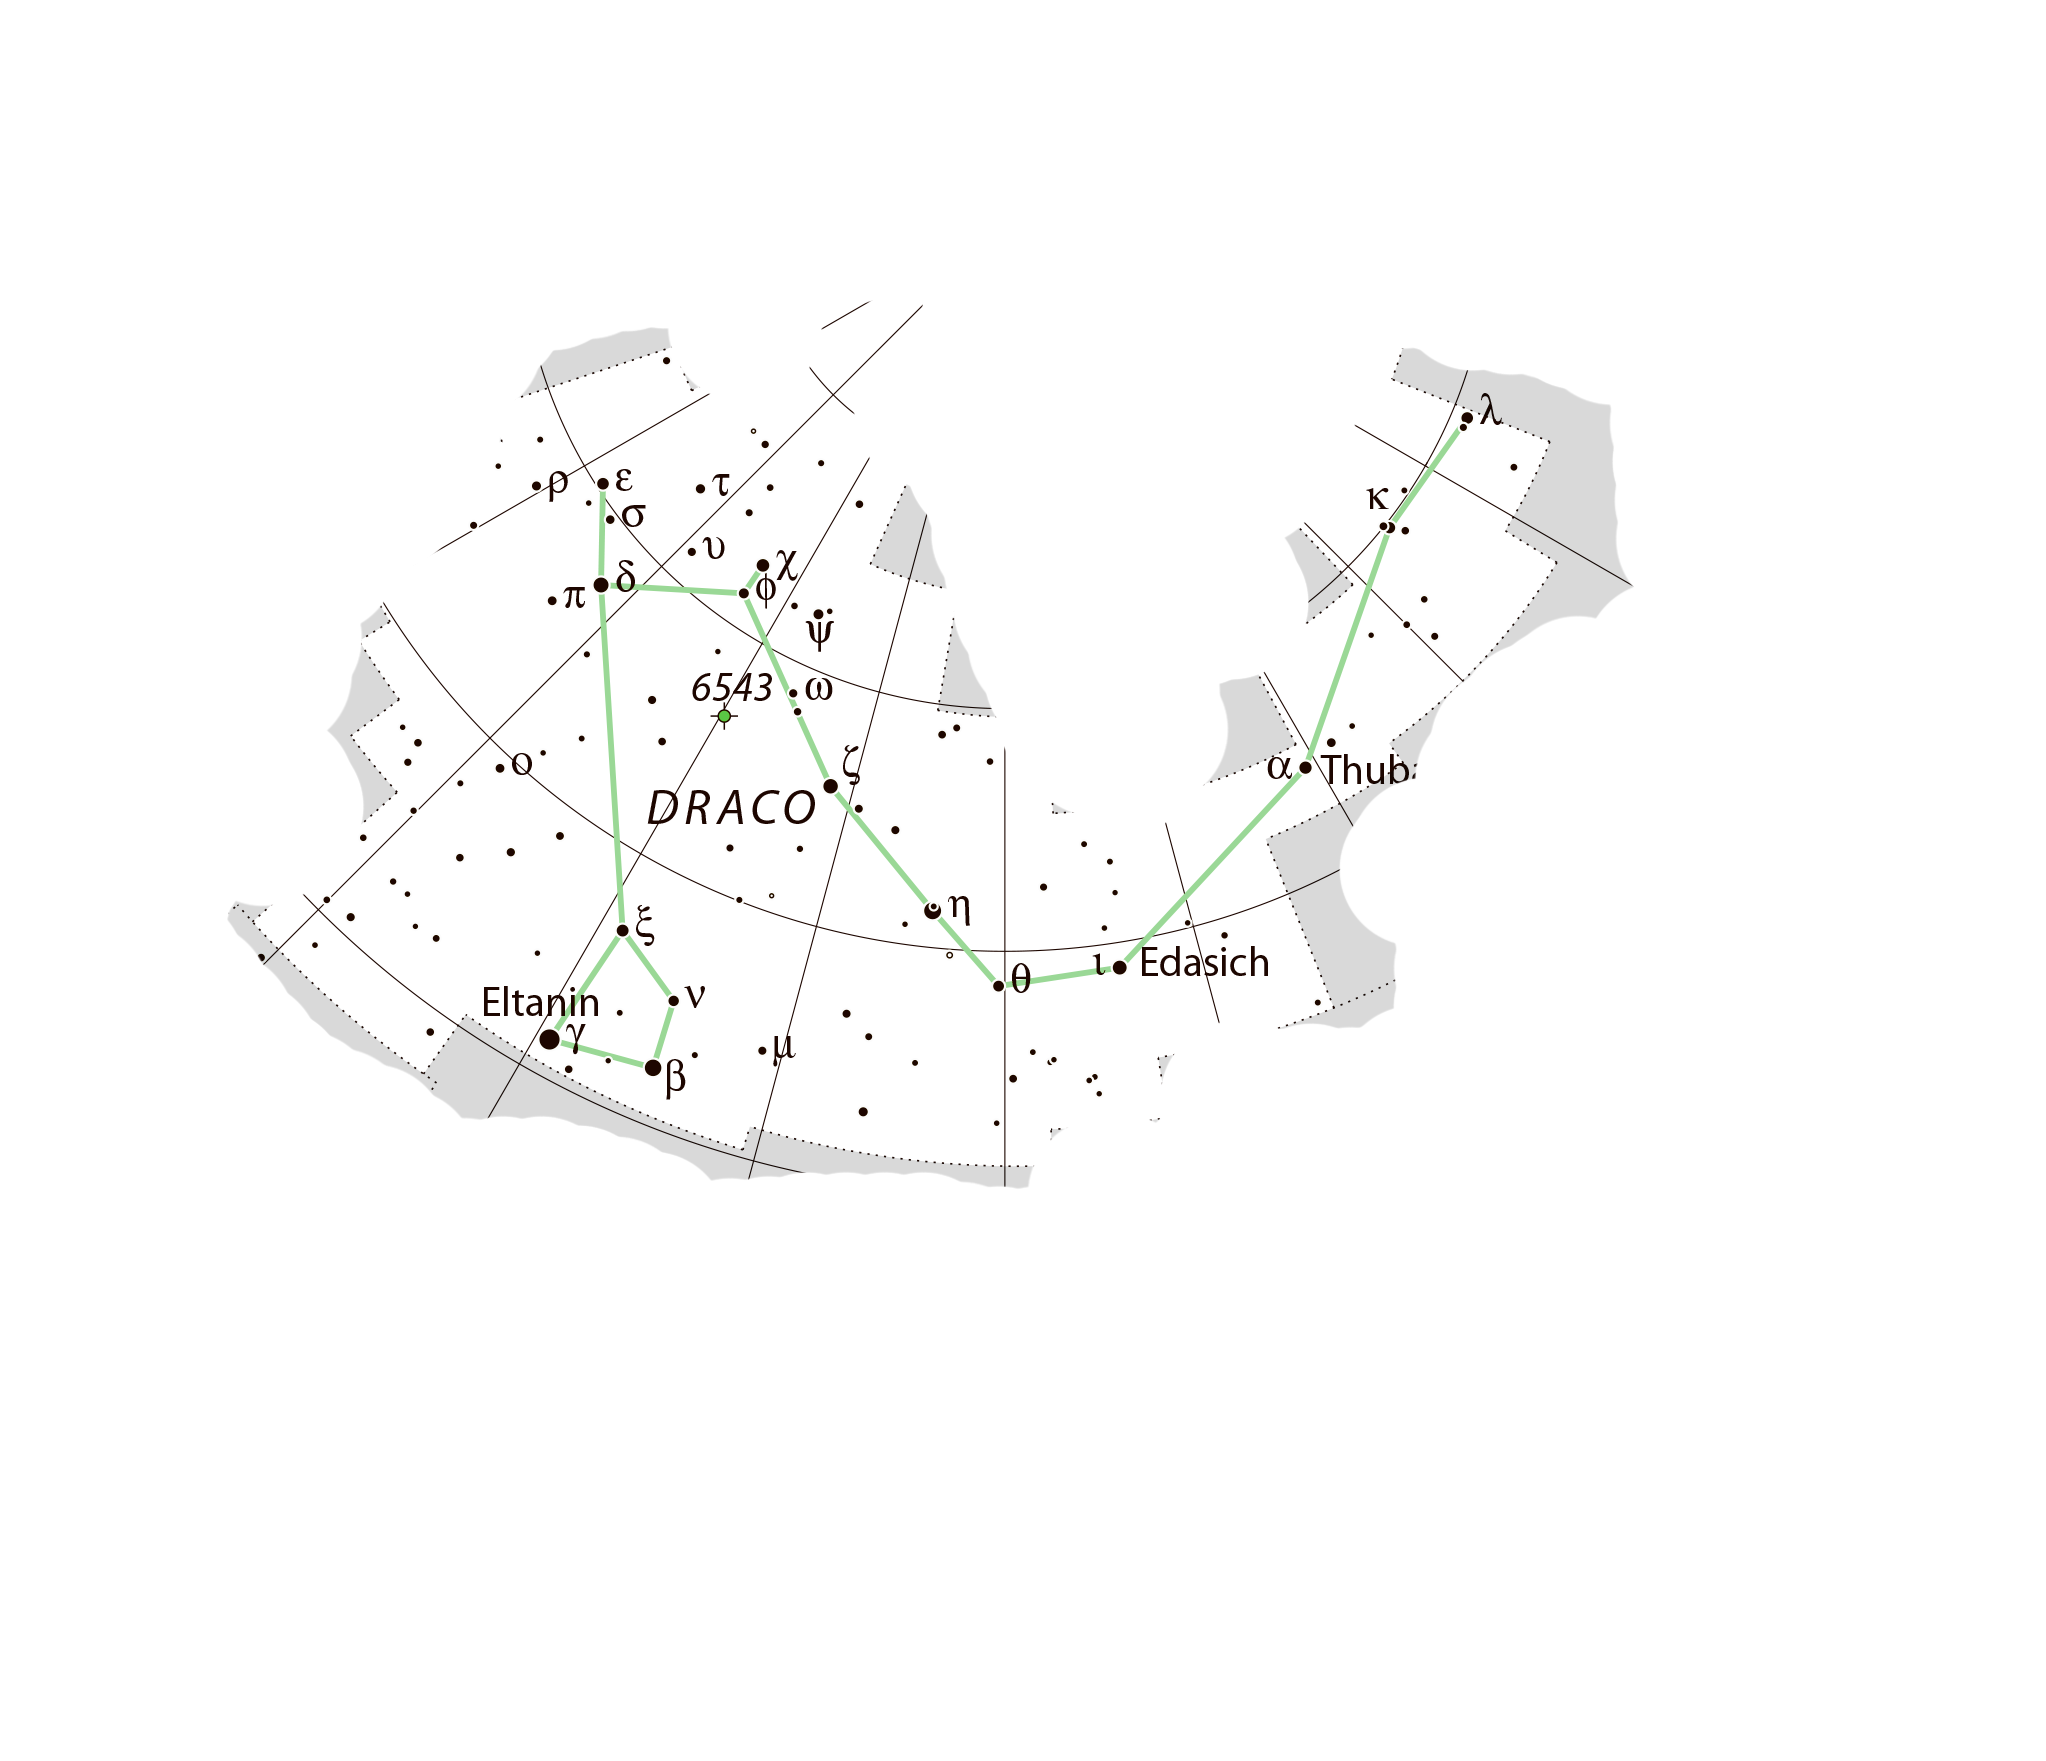 λ
ρ
ε
τ
κ
σ
υ
χ
δ
ϕ
π
ψ
6543
ω
ο
ζ
α
Thub
DRACO
η
ξ
ι
Edasich
θ
Eltanin
ν
γ
μ
β